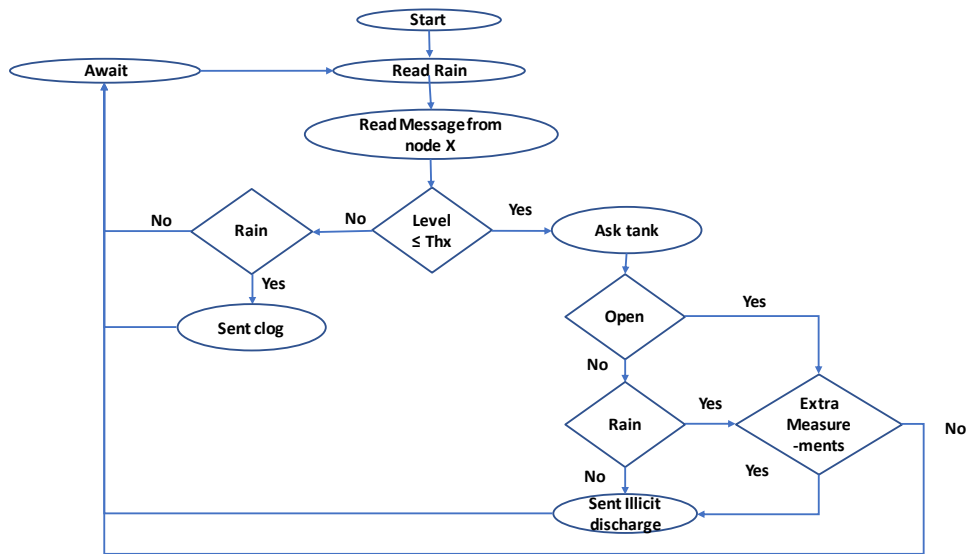 Start
Await
Read Rain
Read Message from
node X
No
Rain
No
Level
≤ Thx
Yes
Ask tank
Yes
Sent clog
Open
Yes
No
Rain
Yes
Extra
Measure
-ments
No
No
Yes
Sent Illicit
discharge